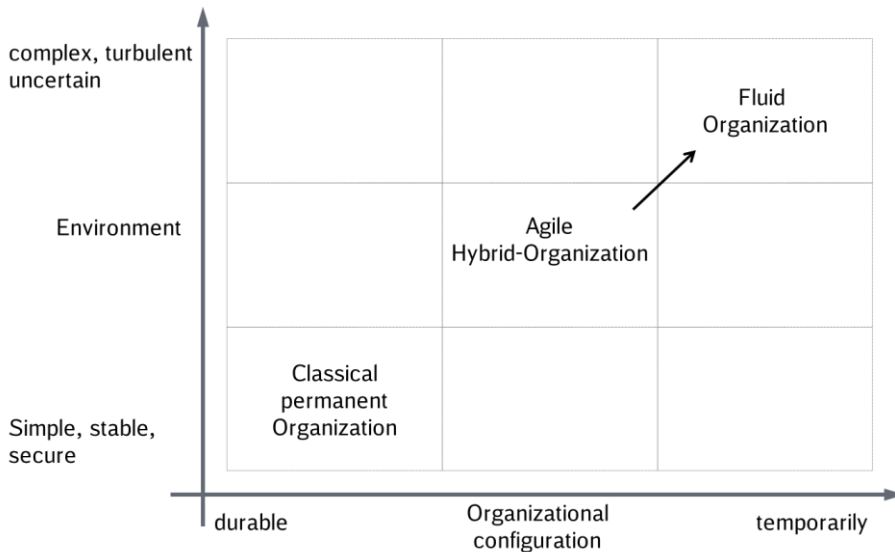 complex, turbulent
uncertain
Fluid
Organization
Environment
Agile
Hybrid-Organization
Classical
permanent
Organization
Simple, stable,
secure
durable
Organizational
configuration
temporarily